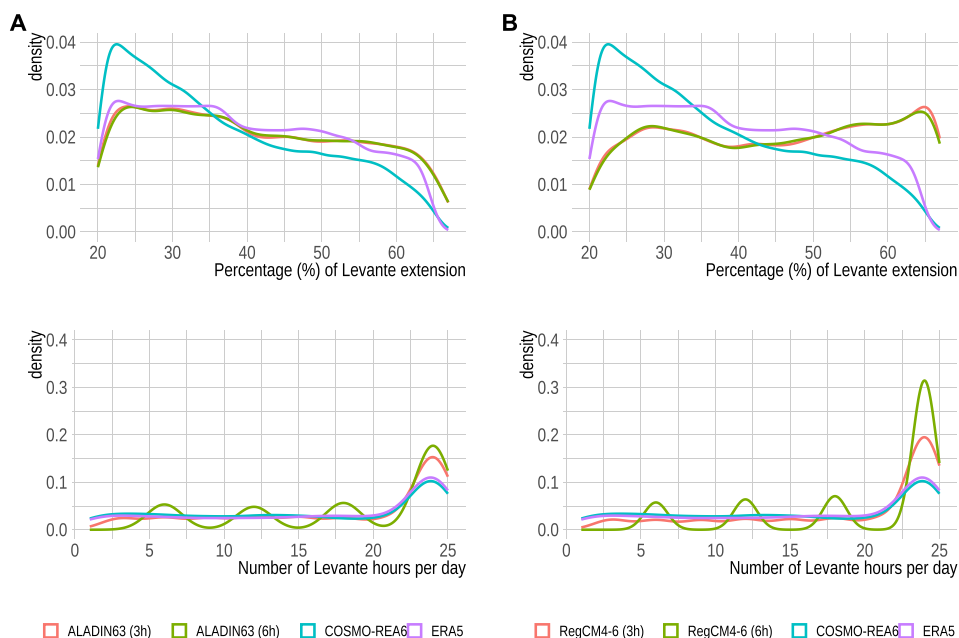 A
B
density
0.04
0.03
0.02
0.01
0.00
20 30 40 50 60
Percentage (%) of Levante extension
density
0.04
0.03
0.02
0.01
0.00
20 30 40 50 60
Percentage (%) of Levante extension
density
0.4
0.3
0.2
0.1
0.0
0 5 10 15 20 25
Number of Levante hours per day
density
0.4
0.3
0.2
0.1
0.0
0 5 10 15 20 25
Number of Levante hours per day
ALADIN63 (3h) ALADIN63 (6h) COSMO-REA6 ERA5
RegCM4-6 (3h) RegCM4-6 (6h) COSMO-REA6 ERA5